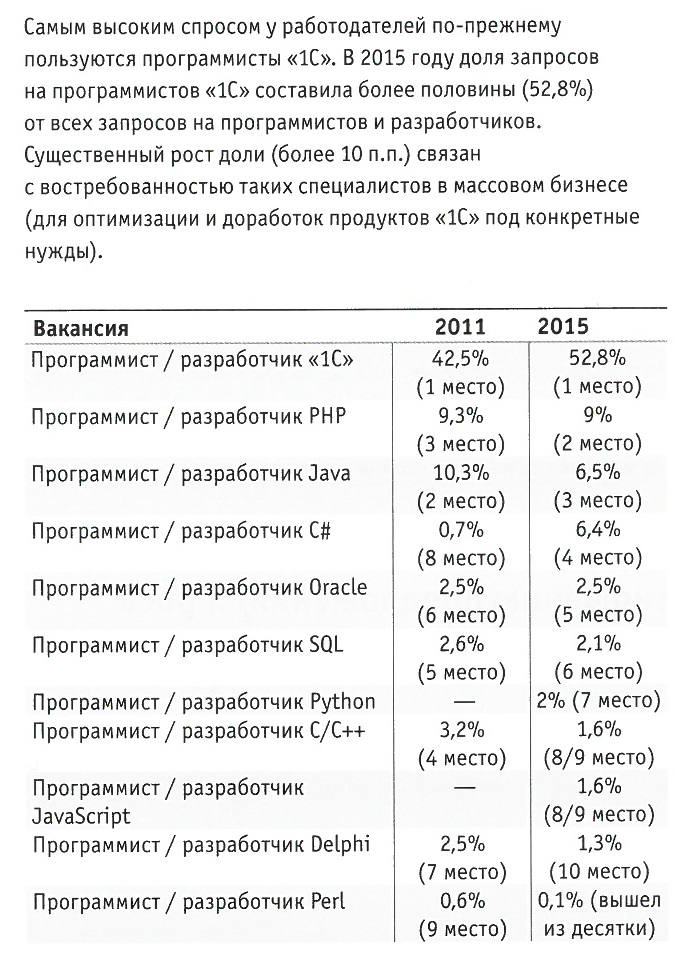 Самым высоким спросом у работодателей по-прежнему
пользуются программисты «1С». В 2015 году доля запросов
на программистов «1С» составила более половины (52,8%)
от всех запросов на программистов и разработчиков.
Существенный рост доли (более 10 п.п.) связан
с востребованностью таких специалистов в массовом бизнесе
(для оптимизации и доработок продуктов «1С» под конкретные
нужды).
Вакансия 2011 2015
Программист / разработчик «1С» 42,5% 52,8%
(1 место) (1 место)
Программист / разработчик PHP 9,3% 9%
(3 место) (2 место)
Программист / разработчик Java 10,3% 6,5%
(2 место) (3 место)
Программист / разработчик C# 0,7% 6,4%
(8 место) (4 место)
Программист / разработчик Oracle 2,5% 2,5%
(6 место) (5 место)
Программист / разработчик SQL 2,6% 2,1%
(5 место) (6 место)
Программист / разработчик Python — 2% (7 место)
Программист / разработчик C/C++ 3,2% 1,6%
(4 место) (8/9 место)
Программист / разработчик — 1,6%
JavaScript (8/9 место)
Программист / разработчик Delphi 2,5% 1,3%
(7 место) (10 место)
Программист / разработчик Perl 0,6% 0,1% (вышел
(9 место) из десятки)